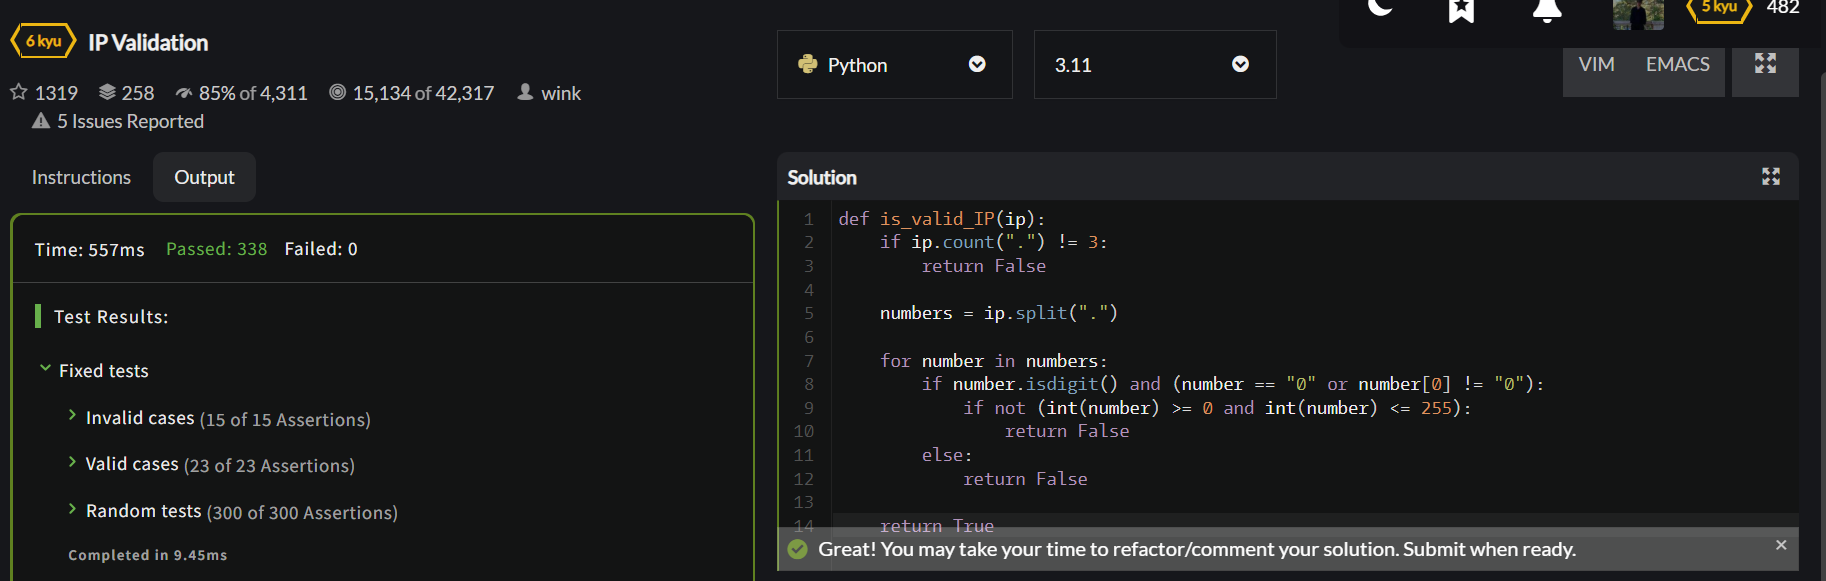 6 kyu IP Validation
1319 258 85% of 4,311 15,134 of 42,317 wink
5 Issues Reported
Instructions Output
Time: 557ms Passed: 338 Failed: 0
Test Results:
Fixed tests
Invalid cases (15 of 15 Assertions)
Valid cases (23 of 23 Assertions)
Random tests (300 of 300 Assertions)
Completed in 9.45ms
5 kyu 482
Python 3.11 VIM EMACS
Solution
1 def is_valid_IP(ip):
2     if ip.count(".") != 3:
3         return False
4
5     numbers = ip.split(".")
6
7     for number in numbers:
8         if number.isdigit() and (number == "0" or number[0] != "0"):
9             if not (int(number) >= 0 and int(number) <= 255):
10                 return False
11         else:
12             return False
13
14     return True
Great! You may take your time to refactor/comment your solution. Submit when ready. ×